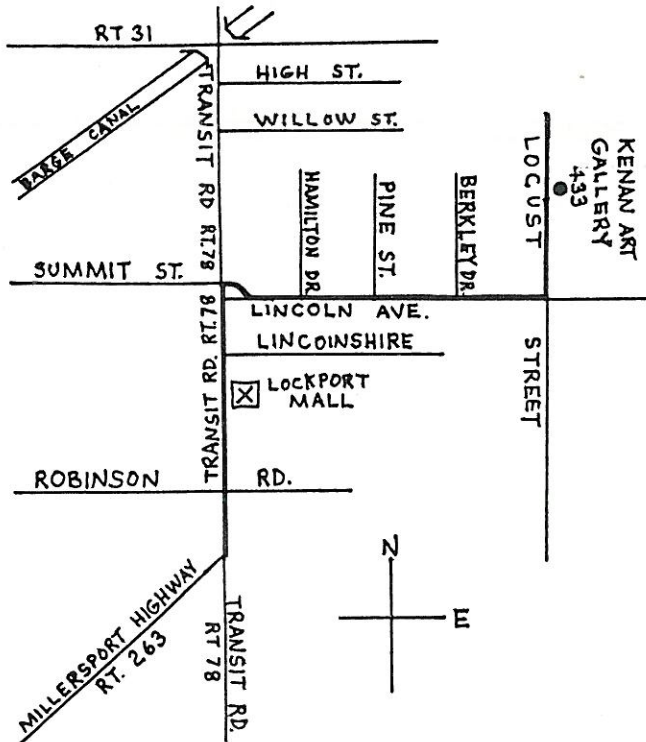 RT 31
HIGH ST.
WILLOW ST.
BARGE CANAL
TRANSIT RD RT.78
HAMILTON DR.
PINE ST.
BERKLEY DR.
LOCUST
STREET
KENAN ART
GALLERY
433
SUMMIT ST.
LINCOLN AVE.
LINCOINSHIRE
TRANSIT RD. RT.78
LOCKPORT
MALL
ROBINSON RD.
N
E
MILLERSPORT HIGHWAY
RT. 263
TRANSIT RD.
RT 78